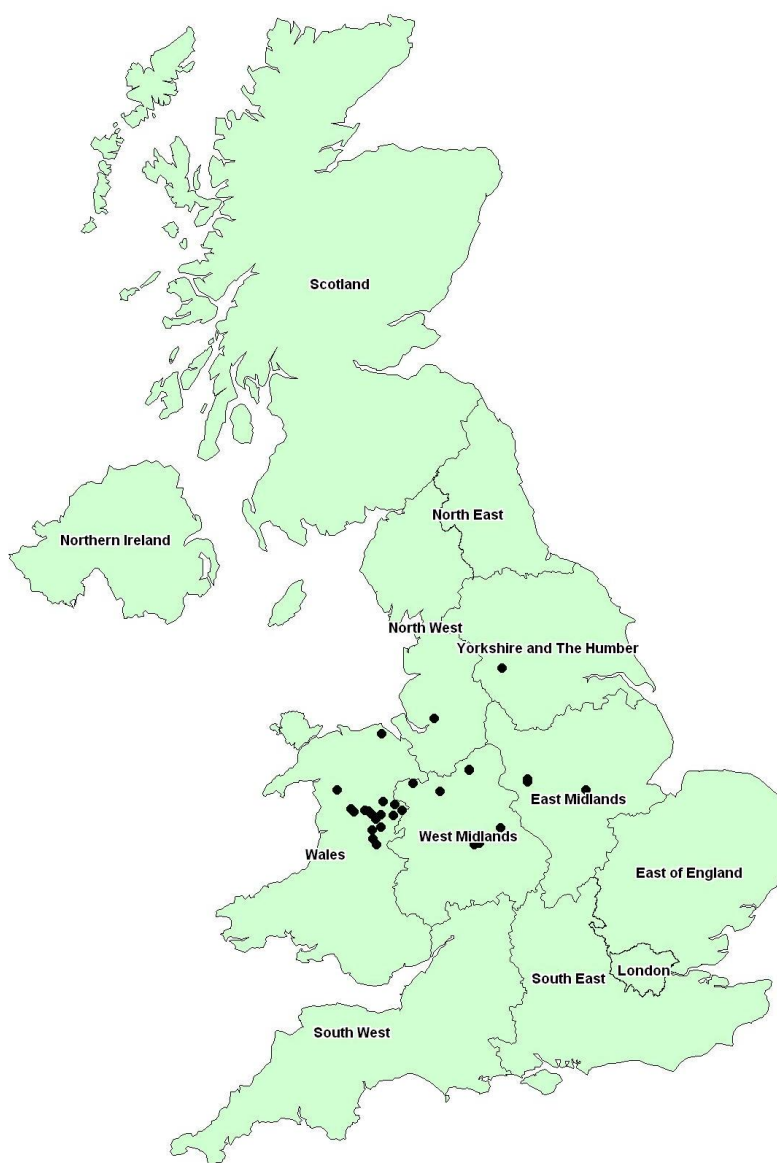 Scotland
North East
Northern Ireland
North West
Yorkshire and The Humber
East Midlands
West Midlands
Wales
East of England
London
South East
South West